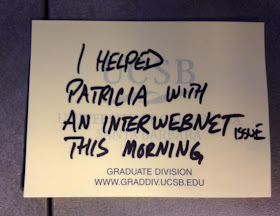 I HELPED
UCSB
PATRICIA WITH
AN INTERWEBNET ISSUE
THIS MORNING
GRADUATE DIVISION
WWW.GRADDIV.UCSB.EDU